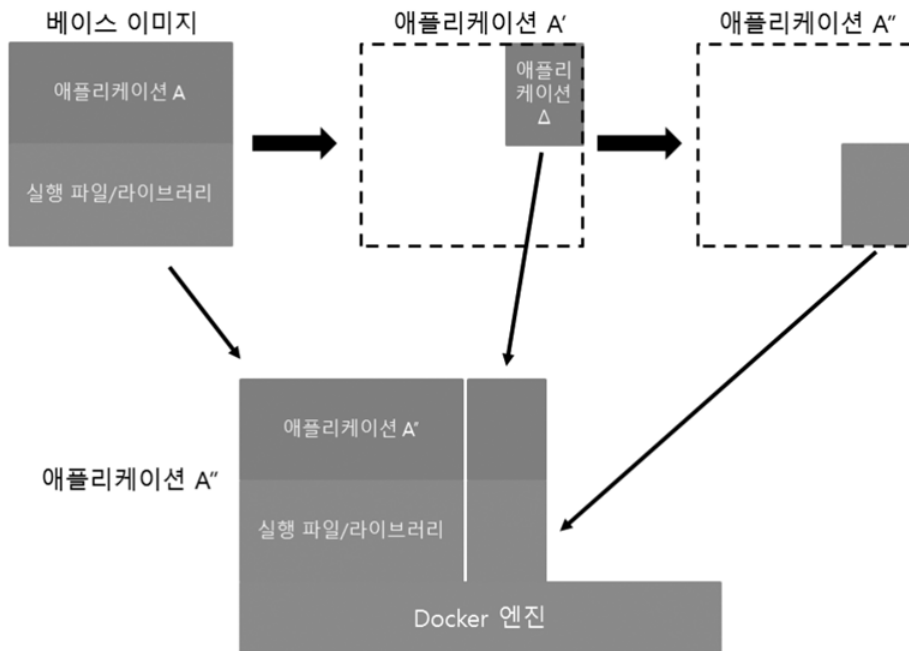 베이스 이미지
애플리케이션 A′
애플리케이션 A″
애플리케이션 A
애플리
케이션
Δ
실행 파일/라이브러리
애플리케이션 A″
애플리케이션 A″
실행 파일/라이브러리
Docker 엔진